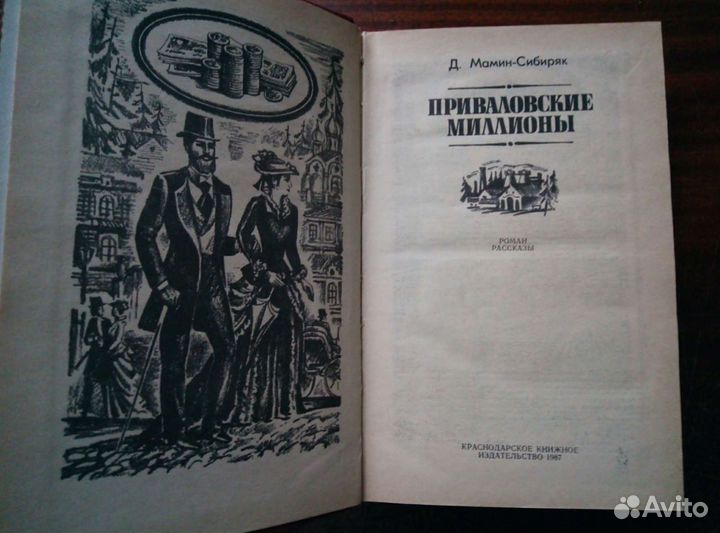 Д. Мамин-Сибиряк
ПРИВАЛОВСКИЕ
МИЛЛИОНЫ
РОМАН
РАССКАЗЫ
КРАСНОДАРСКОЕ КНИЖНОЕ
ИЗДАТЕЛЬСТВО 1987
Avito